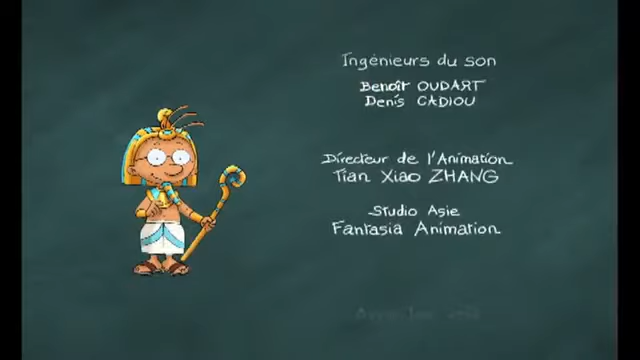 Ingénieurs du son
Benoît OUDART
Denis CADIOU
Directeur de l'Animation
Tian Xiao ZHANG
Studio Asie
Fantasia Animation